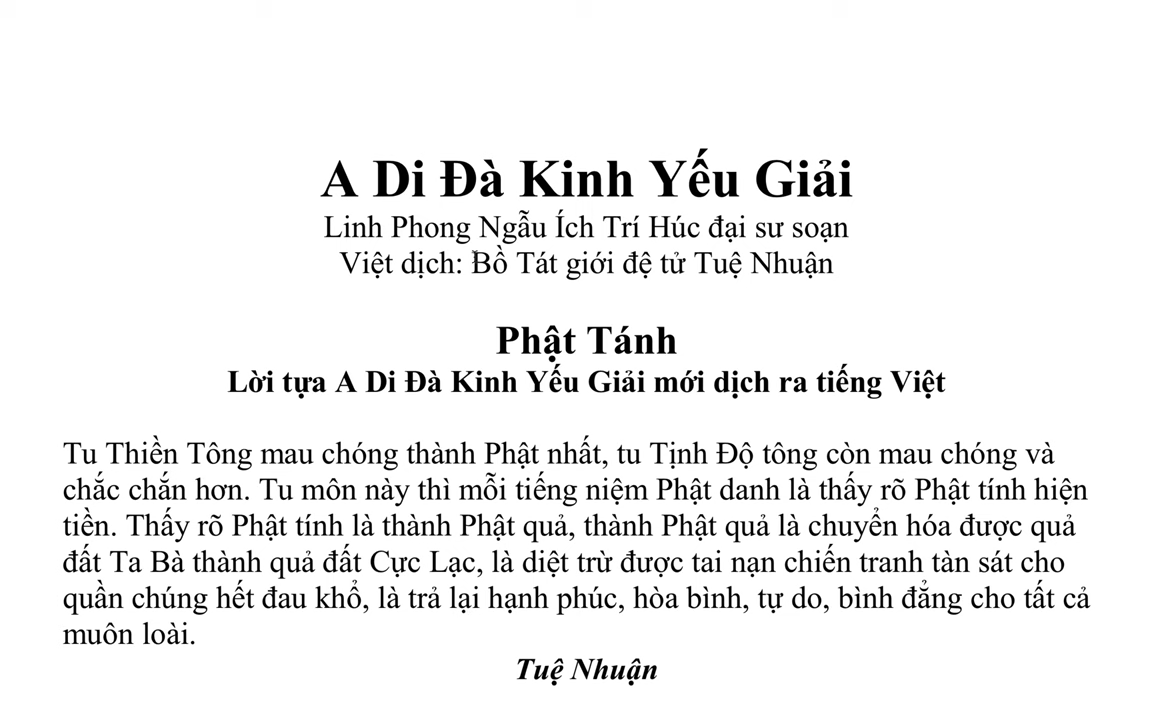 A Di Đà Kinh Yếu Giải
Linh Phong Ngẫu Ích Trí Húc đại sư soạn
Việt dịch: Bồ Tát giới đệ tử Tuệ Nhuận
Phật Tánh
Lời tựa A Di Đà Kinh Yếu Giải mới dịch ra tiếng Việt
Tu Thiền Tông mau chóng thành Phật nhất, tu Tịnh Độ tông còn mau chóng và
chắc chắn hơn. Tu môn này thì mỗi tiếng niệm Phật danh là thấy rõ Phật tính hiện
tiền. Thấy rõ Phật tính là thành Phật quả, thành Phật quả là chuyển hóa được quả
đất Ta Bà thành quả đất Cực Lạc, là diệt trừ được tai nạn chiến tranh tàn sát cho
quần chúng hết đau khổ, là trả lại hạnh phúc, hòa bình, tự do, bình đẳng cho tất cả
muôn loài.
Tuệ Nhuận